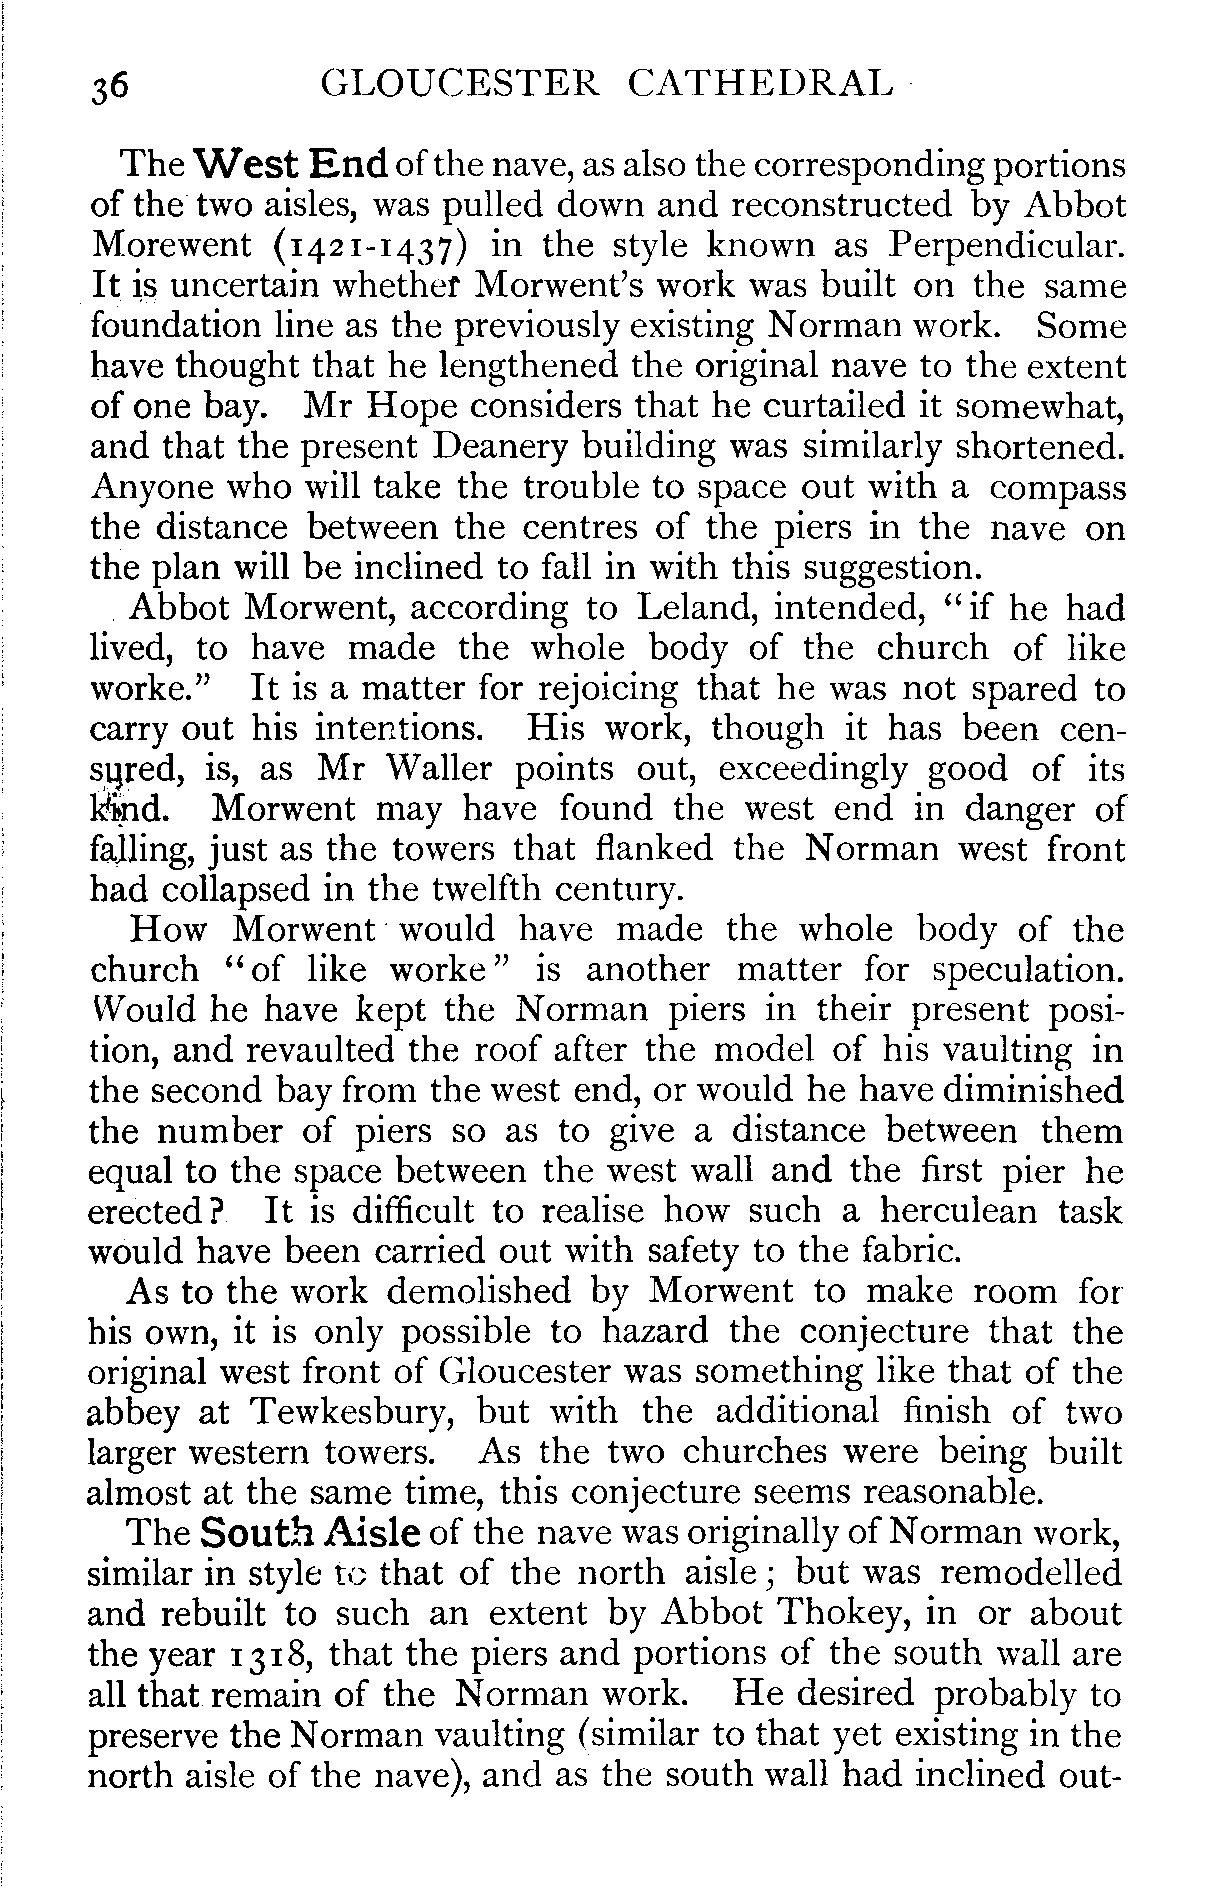 36 GLOUCESTER CATHEDRAL
The West End of the nave, as also the corresponding portions
of the two aisles, was pulled down and reconstructed by Abbot
Morewent (1421-1437) in the style known as Perpendicular.
It is uncertain whether Morwent's work was built on the same
foundation line as the previously existing Norman work. Some
have thought that he lengthened the original nave to the extent
of one bay. Mr Hope considers that he curtailed it somewhat,
and that the present Deanery building was similarly shortened.
Anyone who will take the trouble to space out with a compass
the distance between the centres of the piers in the nave on
the plan will be inclined to fall in with this suggestion.
Abbot Morwent, according to Leland, intended, "if he had
lived, to have made the whole body of the church of like
worke." It is a matter for rejoicing that he was not spared to
carry out his intentions. His work, though it has been cen-
sured, is, as Mr Waller points out, exceedingly good of its
kind. Morwent may have found the west end in danger of
falling, just as the towers that flanked the Norman west front
had collapsed in the twelfth century.
How Morwent would have made the whole body of the
church "of like worke" is another matter for speculation.
Would he have kept the Norman piers in their present posi-
tion, and revaulted the roof after the model of his vaulting in
the second bay from the west end, or would he have diminished
the number of piers so as to give a distance between them
equal to the space between the west wall and the first pier he
erected? It is difficult to realise how such a herculean task
would have been carried out with safety to the fabric.
As to the work demolished by Morwent to make room for
his own, it is only possible to hazard the conjecture that the
original west front of Gloucester was something like that of the
abbey at Tewkesbury, but with the additional finish of two
larger western towers. As the two churches were being built
almost at the same time, this conjecture seems reasonable.
The South Aisle of the nave was originally of Norman work,
similar in style to that of the north aisle; but was remodelled
and rebuilt to such an extent by Abbot Thokey, in or about
the year 1318, that the piers and portions of the south wall are
all that remain of the Norman work. He desired probably to
preserve the Norman vaulting (similar to that yet existing in the
north aisle of the nave), and as the south wall had inclined out-